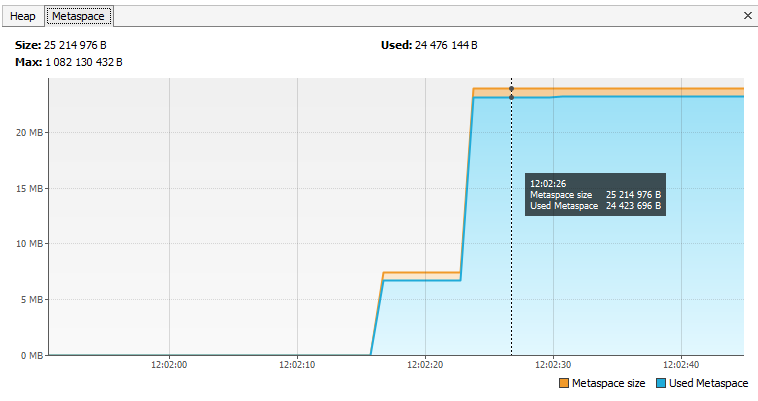 Heap Metaspace
Size: 25 214 976 B Used: 24 476 144 B
Max: 1 082 130 432 B
20 MB
15 MB
10 MB
5 MB
0 MB
12:02:26
Metaspace size 25 214 976 B
Used Metaspace 24 423 696 B
12:02:00 12:02:10 12:02:20 12:02:30 12:02:40
Metaspace size Used Metaspace